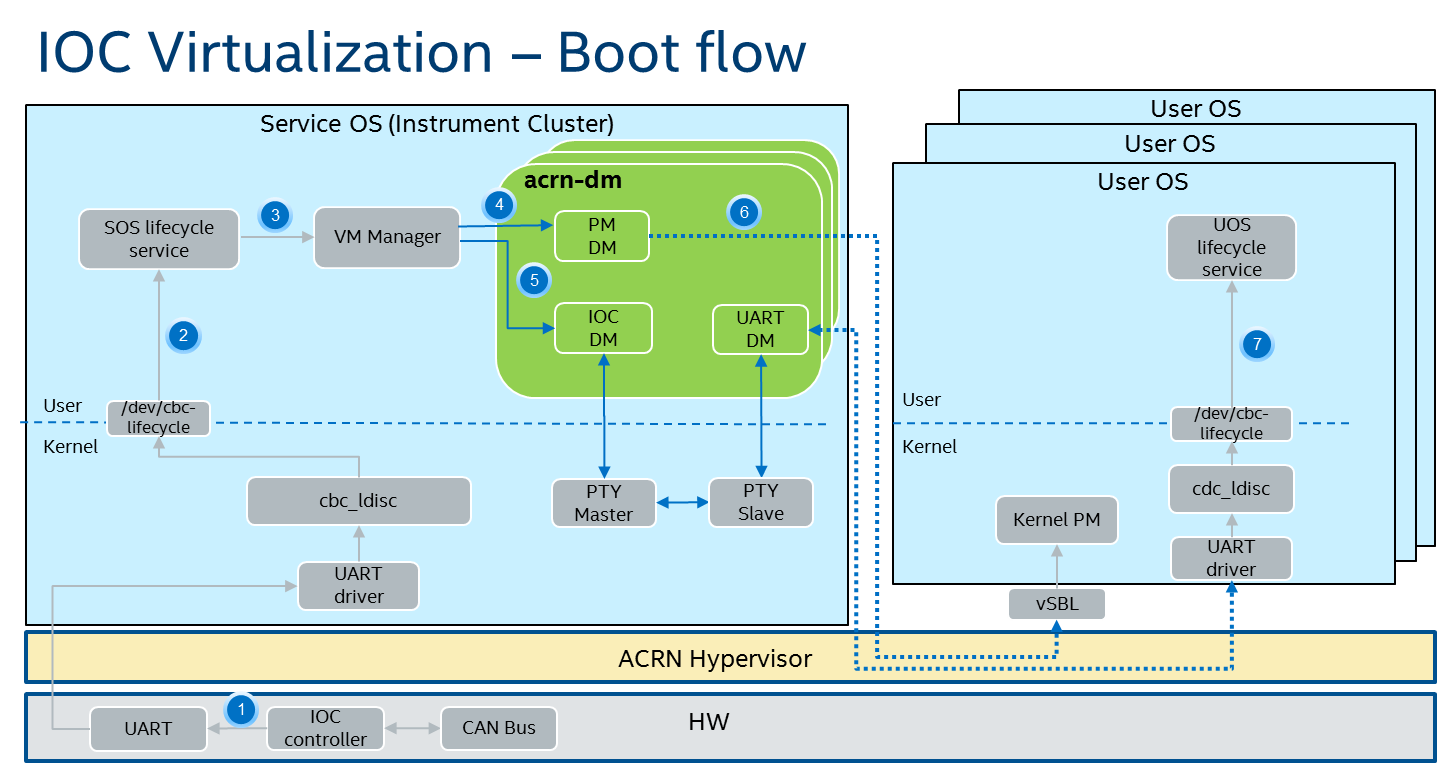 IOC Virtualization – Boot flow
Service OS (Instrument Cluster)
acrn-dm
SOS lifecycle
service
3
VM Manager
4
PM
DM
6
5
IOC
DM
UART
DM
2
User
/dev/cbc-
lifecycle
Kernel
cbc_ldisc
PTY
Master
PTY
Slave
UART
driver
User OS
User OS
User OS
UOS
lifecycle
service
7
User
/dev/cbc-
lifecycle
Kernel
cdc_ldisc
Kernel PM
UART
driver
vSBL
ACRN Hypervisor
HW
UART
1
IOC
controller
CAN Bus